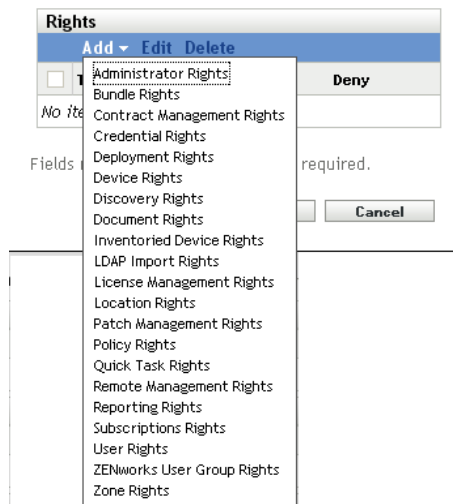 Rights
Add Edit Delete
Deny
Administrator Rights
Bundle Rights
Contract Management Rights
Credential Rights
Deployment Rights
Device Rights
Discovery Rights
Document Rights
Inventoried Device Rights
LDAP Import Rights
License Management Rights
Location Rights
Patch Management Rights
Policy Rights
Quick Task Rights
Remote Management Rights
Reporting Rights
Subscriptions Rights
User Rights
ZENworks User Group Rights
Zone Rights
No ite
Fields required.
Cancel